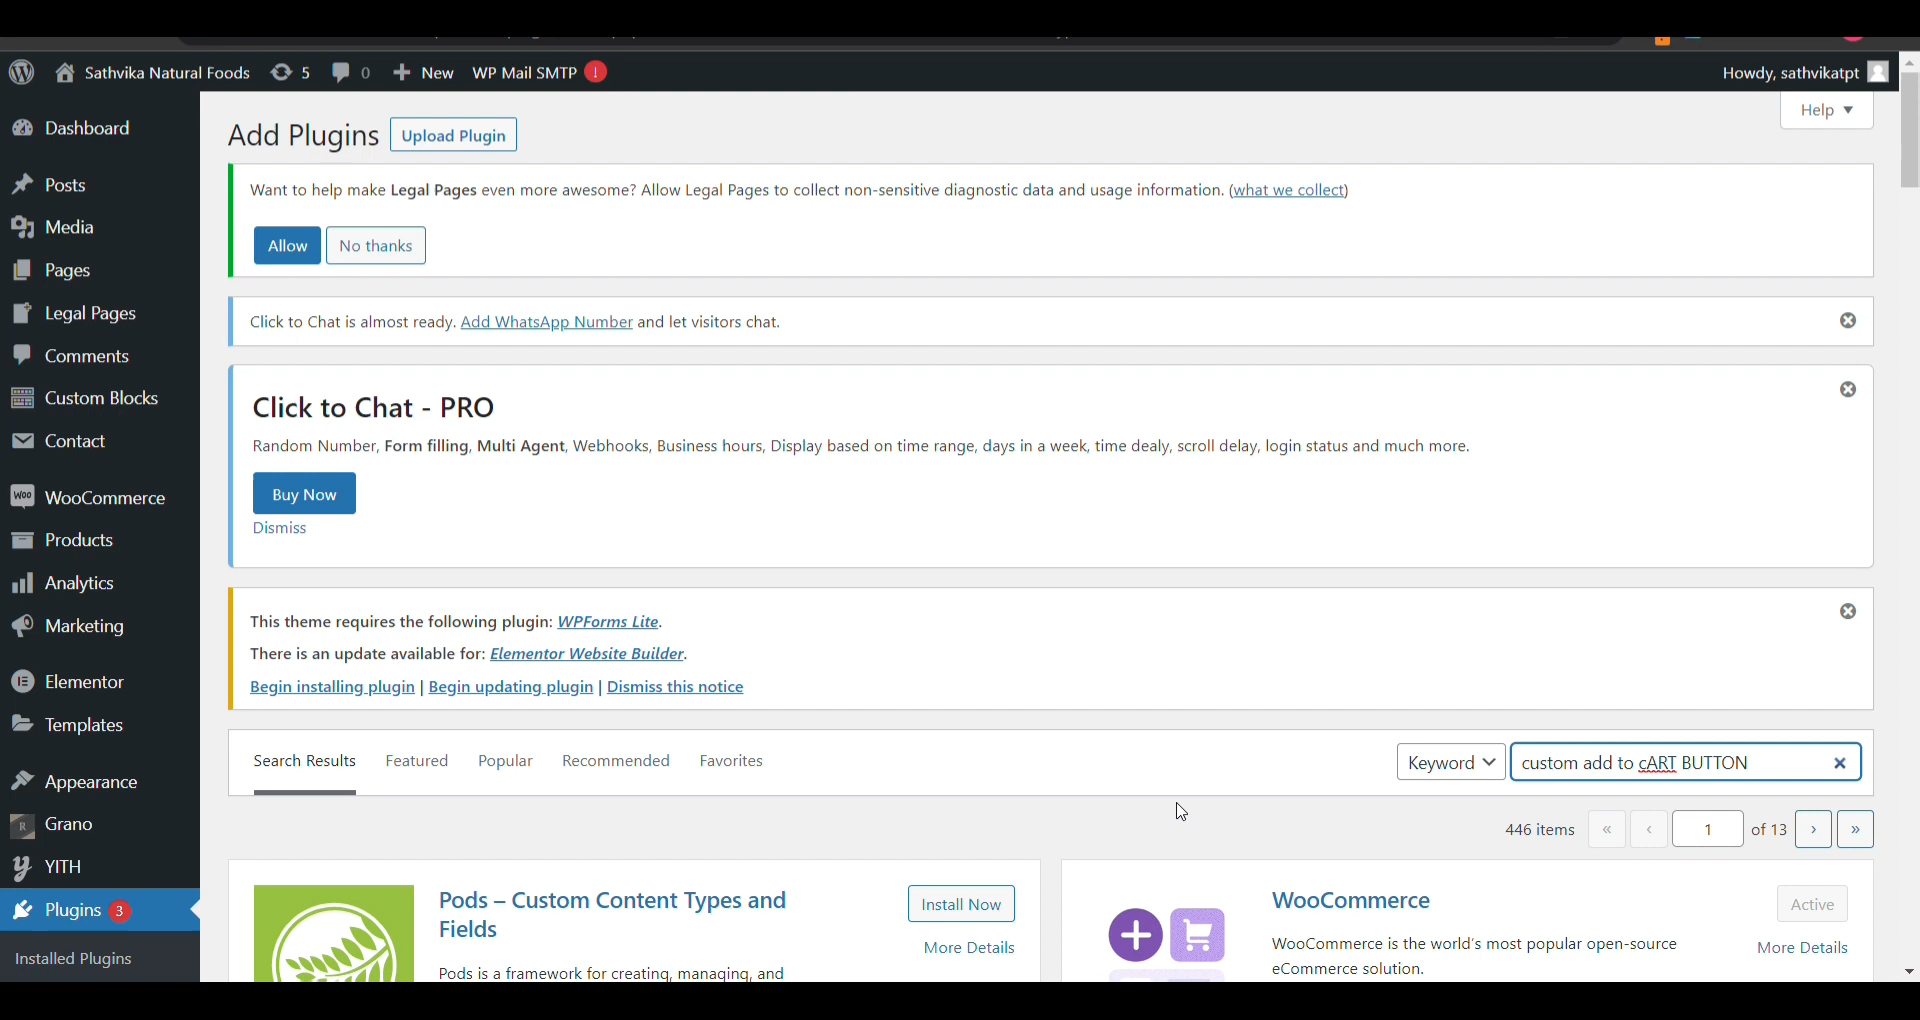 Sathvika Natural Foods 5 0 New WP Mail SMTP ! Howdy, sathvikatpt
Help
Dashboard
Posts
Media
Pages
Legal Pages
Comments
Custom Blocks
Contact
WOO WooCommerce
Products
Analytics
Marketing
Elementor
Templates
Appearance
R Grano
YITH
Plugins 3
Installed Plugins
Add Plugins Upload Plugin
Want to help make Legal Pages even more awesome? Allow Legal Pages to collect non-sensitive diagnostic data and usage information. (what we collect)
Allow No thanks
Click to Chat is almost ready. Add WhatsApp Number and let visitors chat.
Click to Chat - PRO
Random Number, Form filling, Multi Agent, Webhooks, Business hours, Display based on time range, days in a week, time dealy, scroll delay, login status and much more.
Buy Now
Dismiss
This theme requires the following plugin: WPForms Lite.
There is an update available for: Elementor Website Builder.
Begin installing plugin | Begin updating plugin | Dismiss this notice
Search Results Featured Popular Recommended Favorites Keyword custom add to cART BUTTON
446 items « ‹ 1 of 13 › »
Pods – Custom Content Types and
Fields
Install Now
More Details
Pods is a framework for creating, managing, and
WooCommerce
Active
WooCommerce is the world's most popular open-source
eCommerce solution.
More Details